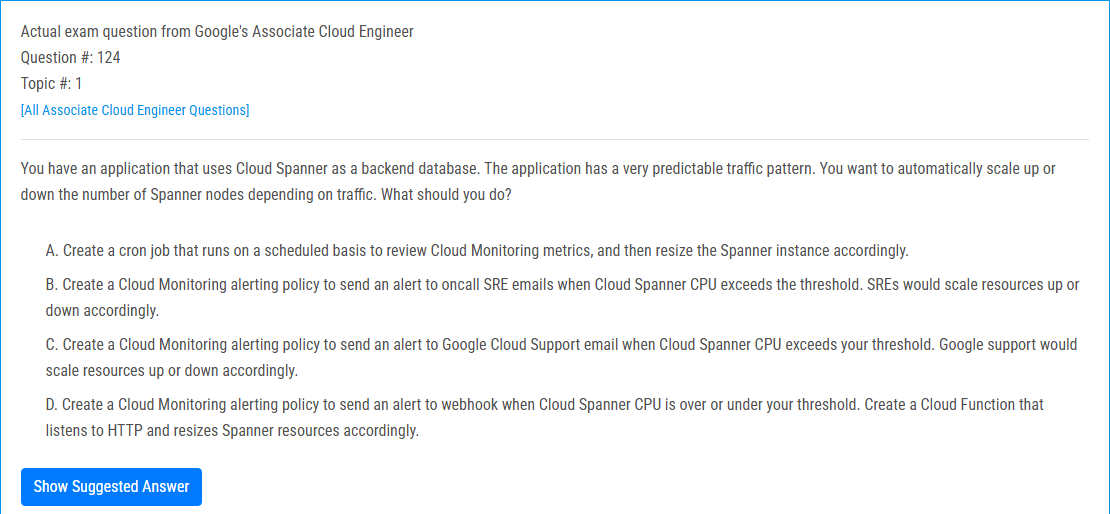 Actual exam question from Google's Associate Cloud Engineer
Question #: 124
Topic #: 1
[All Associate Cloud Engineer Questions]
You have an application that uses Cloud Spanner as a backend database. The application has a very predictable traffic pattern. You want to automatically scale up or
down the number of Spanner nodes depending on traffic. What should you do?
A. Create a cron job that runs on a scheduled basis to review Cloud Monitoring metrics, and then resize the Spanner instance accordingly.
B. Create a Cloud Monitoring alerting policy to send an alert to oncall SRE emails when Cloud Spanner CPU exceeds the threshold. SREs would scale resources up or
down accordingly.
C. Create a Cloud Monitoring alerting policy to send an alert to Google Cloud Support email when Cloud Spanner CPU exceeds your threshold. Google support would
scale resources up or down accordingly.
D. Create a Cloud Monitoring alerting policy to send an alert to webhook when Cloud Spanner CPU is over or under your threshold. Create a Cloud Function that
listens to HTTP and resizes Spanner resources accordingly.
Show Suggested Answer